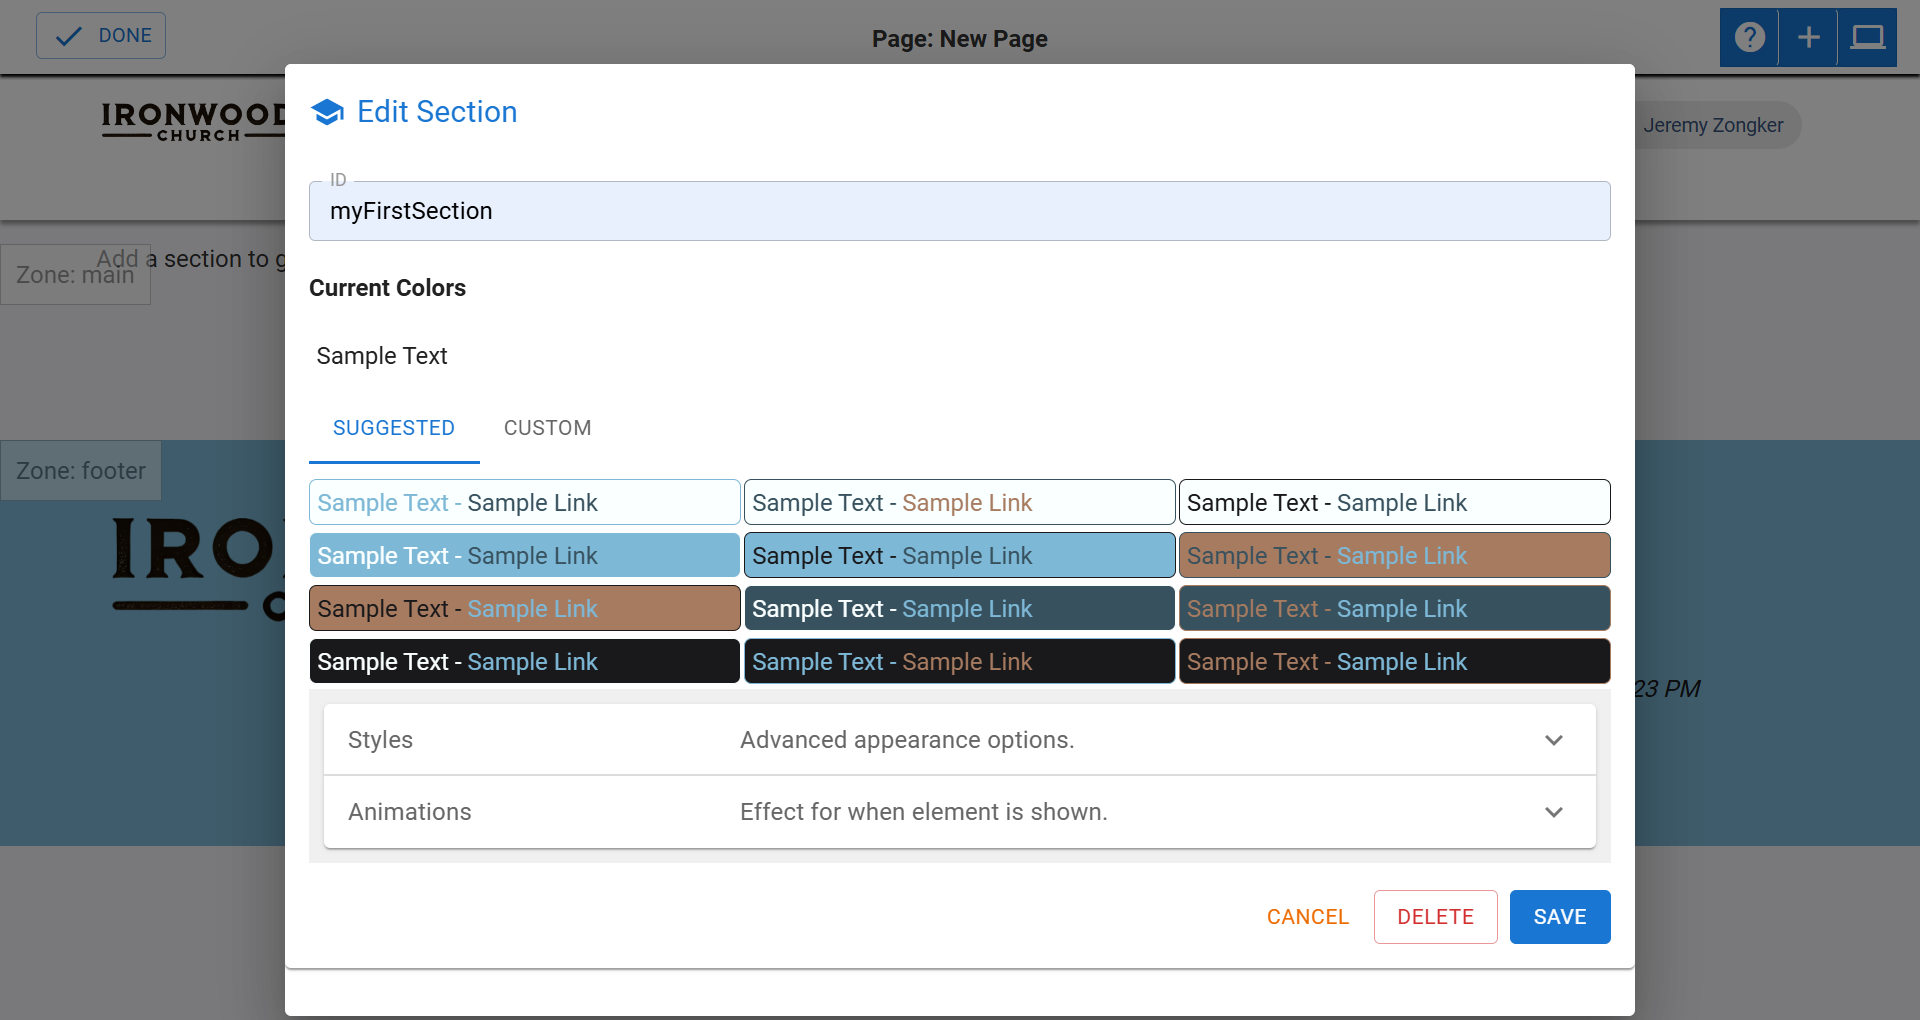 DONE
Page: New Page
?
IRONWOOD
CHURCH
Jeremy Zongker
Edit Section
ID
myFirstSection
Add a section to g
Zone: main
Current Colors
Sample Text
SUGGESTED
CUSTOM
Zone: footer
Sample Text - Sample Link
Sample Text - Sample Link
Sample Text - Sample Link
IRO
Sample Text - Sample Link
Sample Text - Sample Link
Sample Text - Sample Link
C
Sample Text - Sample Link
Sample Text - Sample Link
Sample Text - Sample Link
Sample Text - Sample Link
Sample Text - Sample Link
Sample Text - Sample Link
23 PM
Styles
Advanced appearance options.
Animations
Effect for when element is shown.
CANCEL
DELETE
SAVE